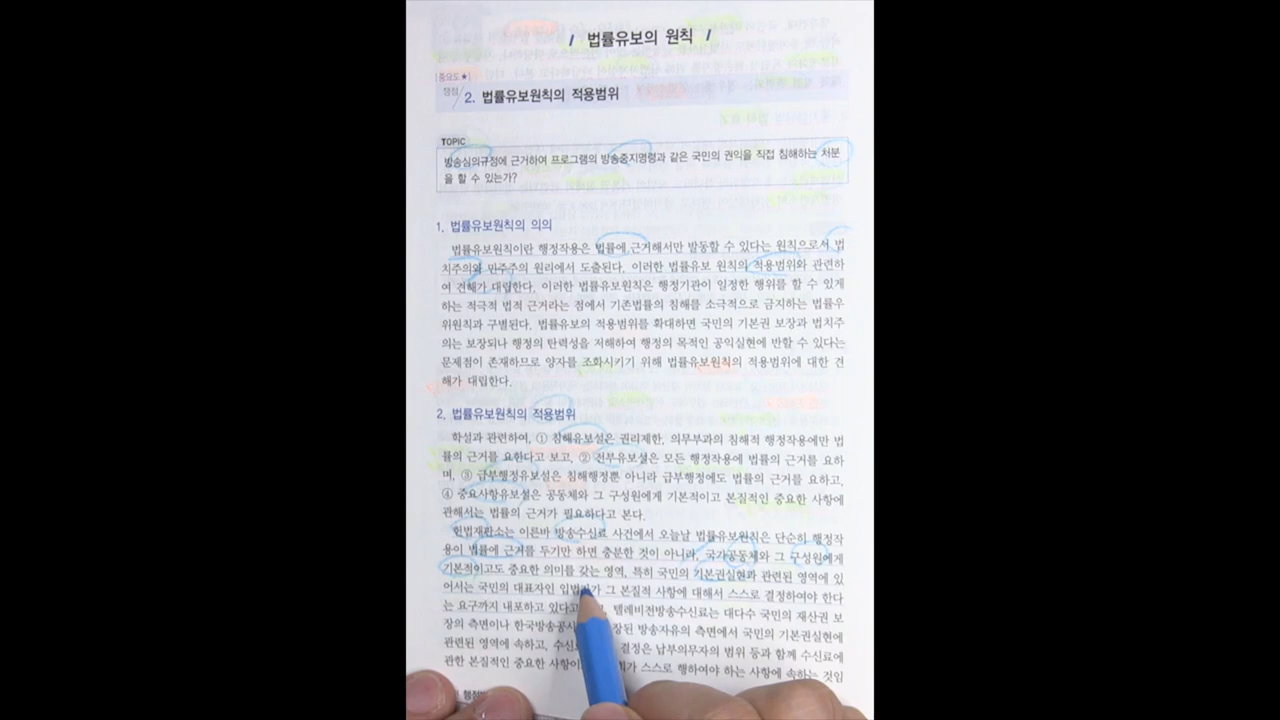 법률유보의 원칙
[중요도 ★]
쟁점
2. 법률유보원칙의 적용범위
TOPIC
방송심의규정에 근거하여 프로그램의 방송중지명령과 같은 국민의 권익을 직접 침해하는 처분
을 할 수 있는가?
1. 법률유보원칙의 의의
법률유보원칙이란 행정작용은 법률에 근거해서만 발동할 수 있다는 원칙으로서 법
치주의와 민주주의 원리에서 도출된다. 이러한 법률유보 원칙의 적용범위와 관련하
여 견해가 대립한다. 이러한 법률유보원칙은 행정기관이 일정한 행위를 할 수 있게
하는 적극적 법적 근거라는 점에서 기존법률의 침해를 소극적으로 금지하는 법률우
위원칙과 구별된다. 법률유보의 적용범위를 확대하면 국민의 기본권 보장과 법치주
의는 보장되나 행정의 탄력성을 저해하여 행정의 목적인 공익실현에 반할 수 있다는
문제점이 존재하므로 양자를 조화시키기 위해 법률유보원칙의 적용범위에 대한 견
해가 대립한다.
2. 법률유보원칙의 적용범위
학설과 관련하여, ① 침해유보설은 권리제한, 의무부과의 침해적 행정작용에만 법
률의 근거를 요한다고 보고, ② 전부유보설은 모든 행정작용에 법률의 근거를 요하
며, ③ 급부행정유보설은 침해행정뿐 아니라 급부행정에도 법률의 근거를 요하고,
④ 중요사항유보설은 공동체와 그 구성원에게 기본적이고 본질적인 중요한 사항에
관해서는 법률의 근거가 필요하다고 본다.
헌법재판소는 이른바 방송수신료 사건에서 오늘날 법률유보원칙은 단순히 행정작
용이 법률에 근거를 두기만 하면 충분한 것이 아니라, 국가공동체와 그 구성원에게
기본적이고도 중요한 의미를 갖는 영역, 특히 국민의 기본권실현과 관련된 영역에 있
어서는 국민의 대표자인 입법자가 그 본질적 사항에 대해서 스스로 결정하여야 한다
는 요구까지 내포하고 있다고 텔레비전방송수신료는 대다수 국민의 재산권 보
장의 측면이나 한국방송공사 장된 방송자유의 측면에서 국민의 기본권실현에
관련된 영역에 속하고, 수신료 결정은 납부의무자의 범위 등과 함께 수신료에
관한 본질적인 중요한 사항이 가 스스로 행하여야 하는 사항에 속하는 것임
행정법